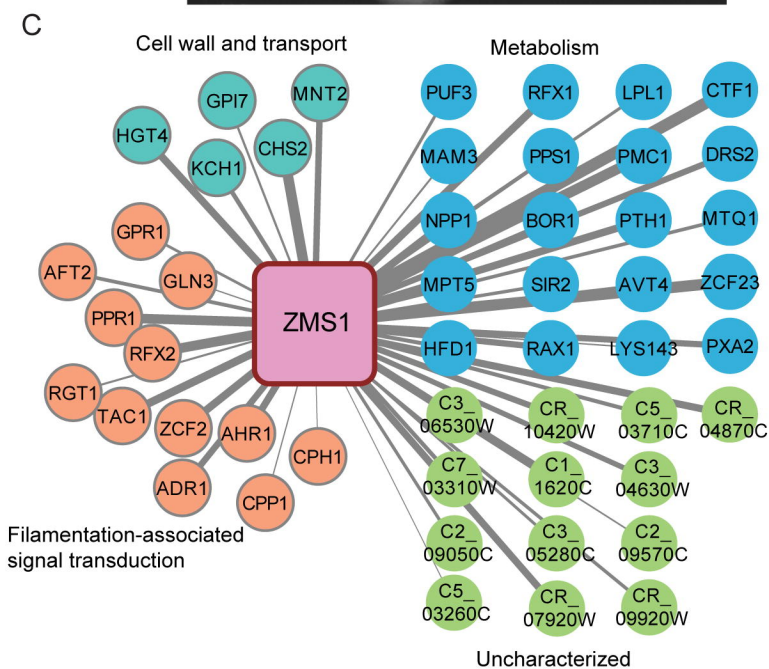 C
Cell wall and transport
Metabolism
HGT4
GPI7
MNT2
KCH1
CHS2
PUF3
RFX1
LPL1
CTF1
MAM3
PPS1
PMC1
DRS2
NPP1
BOR1
PTH1
MTQ1
MPT5
SIR2
AVT4
ZCF23
HFD1
RAX1
LYS143
PXA2
GPR1
AFT2
GLN3
PPR1
RFX2
RGT1
TAC1
ZCF2
AHR1
ADR1
CPP1
CPH1
ZMS1
Filamentation-associated
signal transduction
C3_
06530W
CR_
10420W
C5_
03710C
CR_
04870C
C7_
03310W
C1_
1620C
C3_
04630W
C2_
09050C
C3_
05280C
C2_
09570C
C5_
03260C
CR_
07920W
CR_
09920W
Uncharacterized